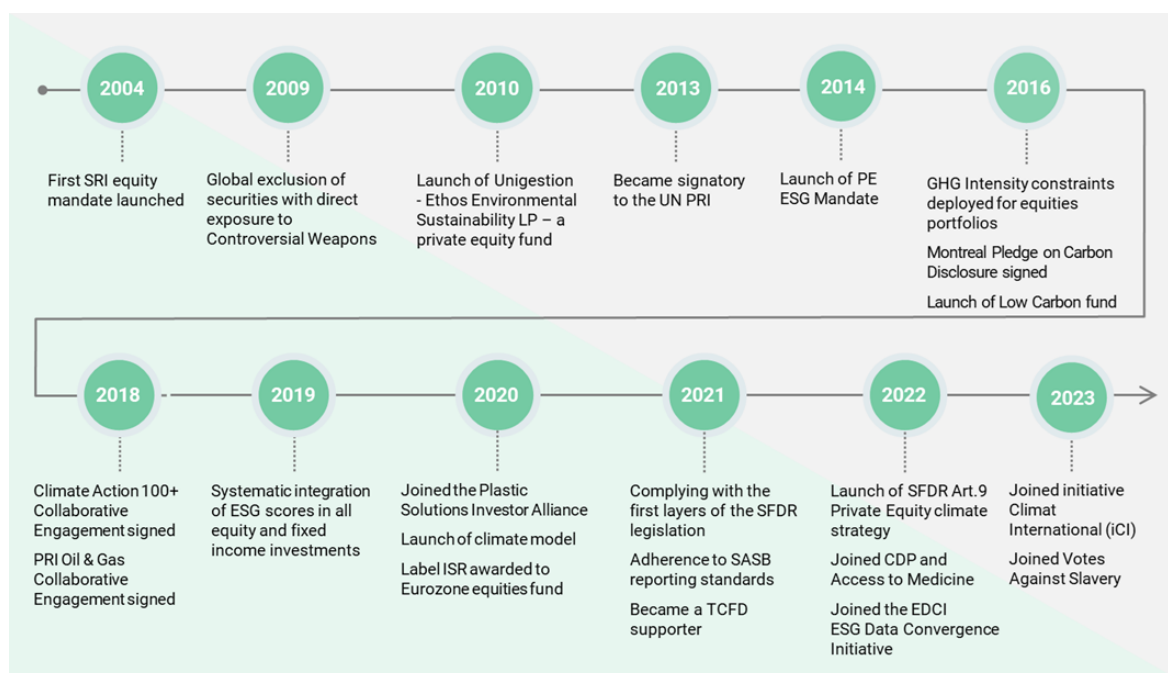 2004
First SRI equity
mandate launched
2009
Global exclusion of
securities with direct
exposure to
Controversial Weapons
2010
Launch of Unigestion
- Ethos Environmental
Sustainability LP – a
private equity fund
2013
Became signatory
to the UN PRI
2014
Launch of PE
ESG Mandate
2016
GHG Intensity constraints
deployed for equities
portfolios
Montreal Pledge on Carbon
Disclosure signed
Launch of Low Carbon fund
2018
Climate Action 100+
Collaborative
Engagement signed
PRI Oil & Gas
Collaborative
Engagement signed
2019
Systematic integration
of ESG scores in all
equity and fixed
income investments
2020
Joined the Plastic
Solutions Investor Alliance
Launch of climate model
Label ISR awarded to
Eurozone equities fund
2021
Complying with the
first layers of the SFDR
legislation
Adherence to SASB
reporting standards
Became a TCFD
supporter
2022
Launch of SFDR Art.9
Private Equity climate
strategy
Joined CDP and
Access to Medicine
Joined the EDCI
ESG Data Convergence
Initiative
2023
Joined initiative
Climat
International (iCI)
Joined Votes
Against Slavery